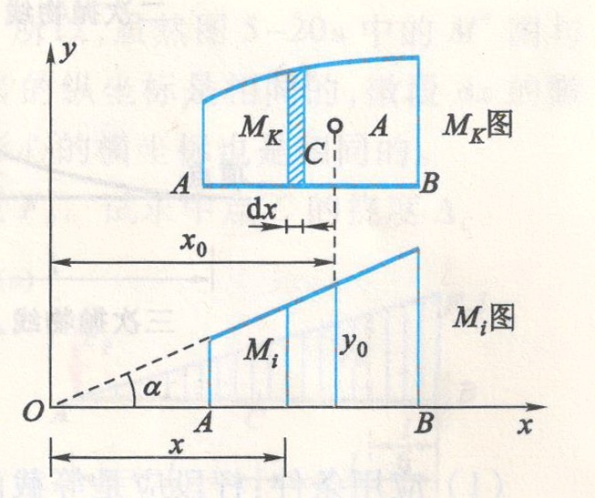 y
M_K
C
A
M_K图
A
B
dx
x_0
M_i
y_0
M_i图
α
O
A
B
x
x